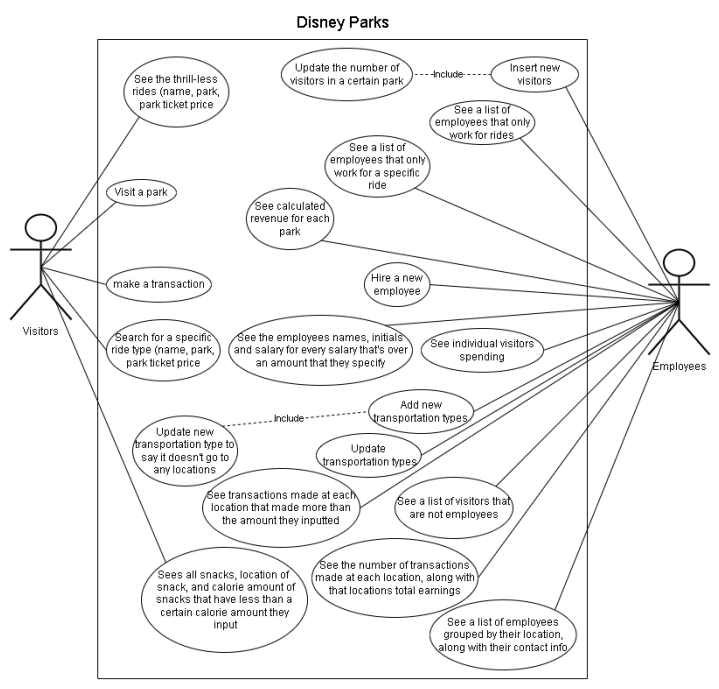 Disney Parks
See the thrill-less
rides (name, park,
park ticket price
Update the number of
visitors in a certain park
Include
Insert new
visitors
See a list of
employees that only
work for rides
See a list of
employees that only
work for a specific
ride
Visit a park
See calculated
revenue for each
park
make a transaction
Hire a new
employee
Visitors
Employees
Search for a specific
ride type (name, park,
park ticket price
See the employees names, initials
and salary for every salary that's over
an amount that they specify
See individual visitors
spending
Add new
transportation types
Include
Update new
transportation type to
say it doesn't go to
any locations
Update
transportation types
See transactions made at each
location that made more than
the amount they inputted
See a list of visitors that
are not employees
Sees all snacks, location of
snack, and calorie amount of
snacks that have less than a
certain calorie amount they
input
See the number of transactions
made at each location, along with
that locations total earnings
See a list of employees
grouped by their location,
along with their contact info